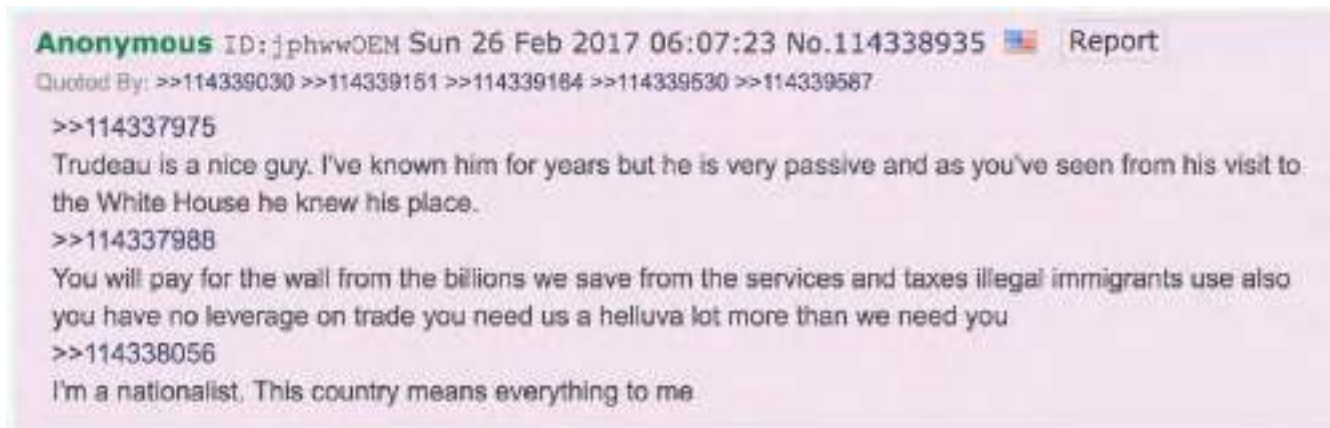 Anonymous ID:jphwwOEM Sun 26 Feb 2017 06:07:23 No.114338935 Report
Quoted By: >>114339030 >>114339151 >>114339164 >>114339530 >>114339587
>>114337975
Trudeau is a nice guy. I've known him for years but he is very passive and as you've seen from his visit to
the White House he knew his place.
>>114337988
You will pay for the wall from the billions we save from the services and taxes illegal immigrants use also
you have no leverage on trade you need us a helluva lot more than we need you
>>114338056
I'm a nationalist. This country means everything to me